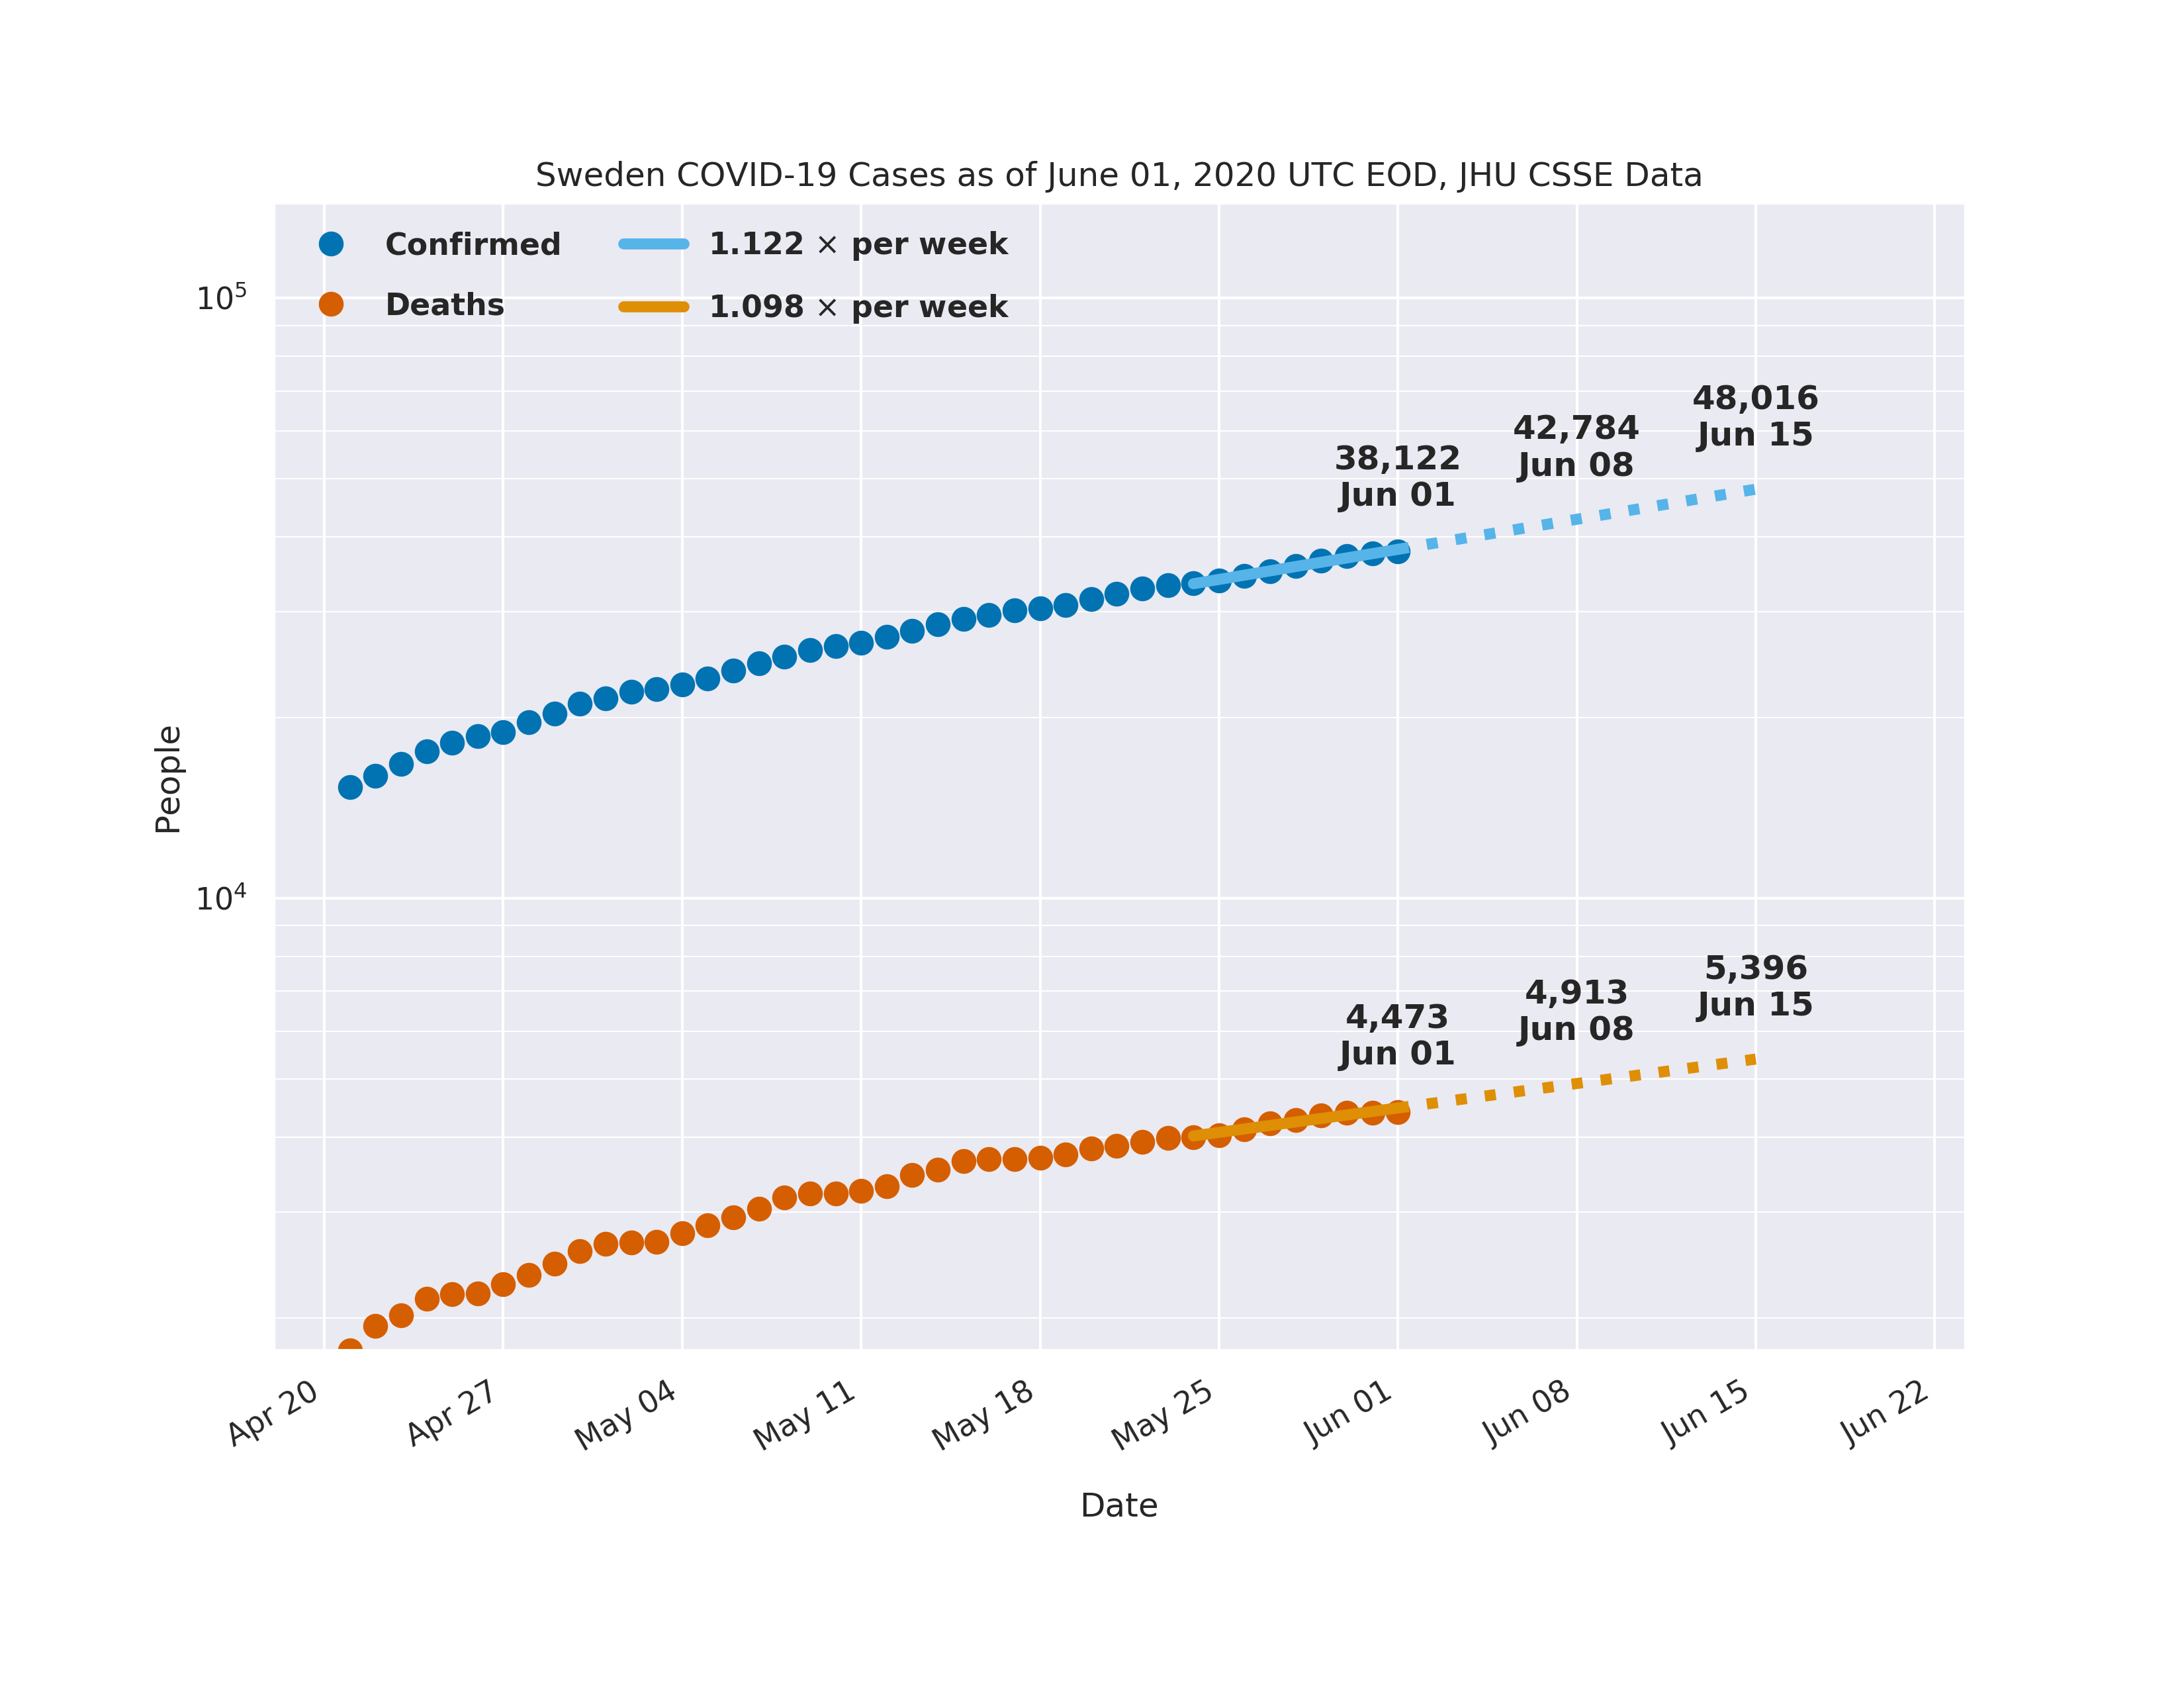 Sweden COVID-19 Cases as of June 01, 2020 UTC EOD, JHU CSSE Data
Confirmed
Deaths
1.122 × per week
1.098 × per week
10⁵
10⁴
People
38,122
Jun 01
42,784
Jun 08
48,016
Jun 15
4,473
Jun 01
4,913
Jun 08
5,396
Jun 15
Apr 20
Apr 27
May 04
May 11
May 18
May 25
Jun 01
Jun 08
Jun 15
Jun 22
Date